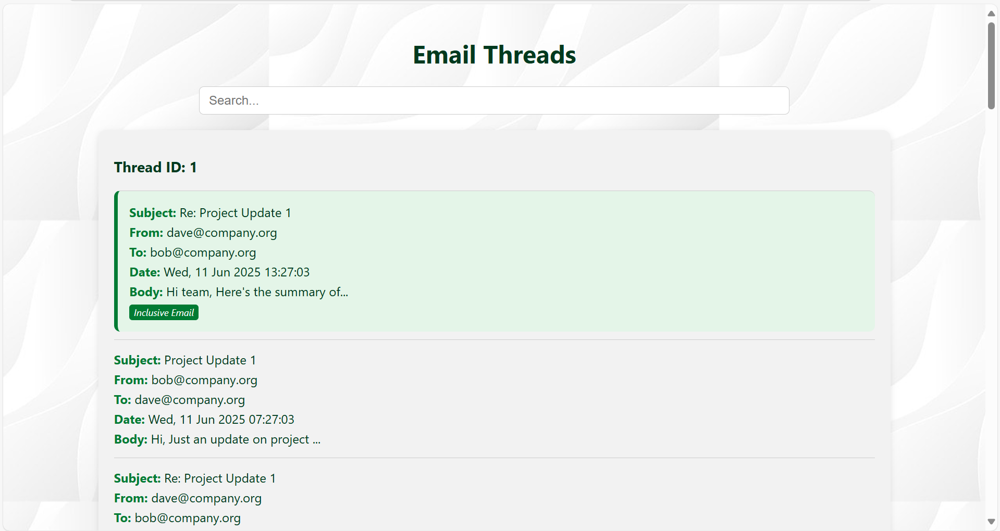 Email Threads
Search...
Thread ID: 1
Subject: Re: Project Update 1
From: dave@company.org
To: bob@company.org
Date: Wed, 11 Jun 2025 13:27:03
Body: Hi team, Here's the summary of...
Inclusive Email
Subject: Project Update 1
From: bob@company.org
To: dave@company.org
Date: Wed, 11 Jun 2025 07:27:03
Body: Hi, Just an update on project ...
Subject: Re: Project Update 1
From: dave@company.org
To: bob@company.org